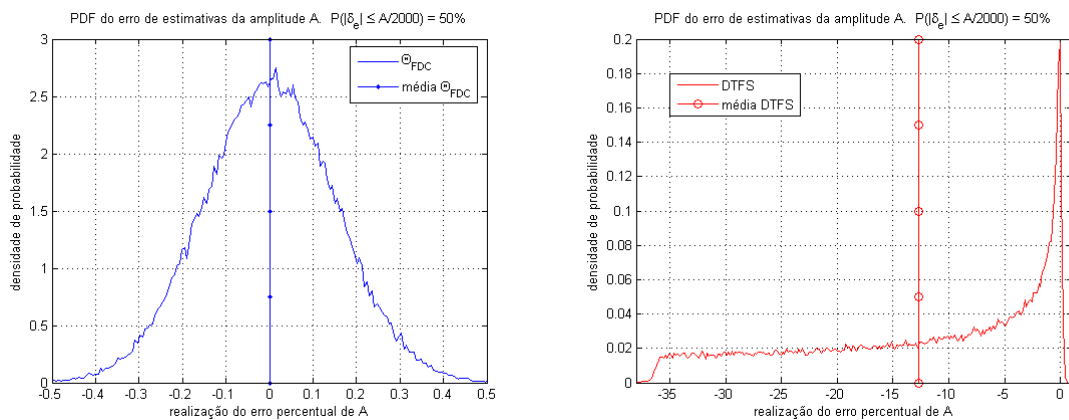 PDF do erro de estimativas da amplitude A. P(|δe| ≤ A/2000) = 50%
3
2.5
2
1.5
1
0.5
0
densidade de probabilidade
ΘFDC
média ΘFDC
-0.5 -0.4 -0.3 -0.2 -0.1 0 0.1 0.2 0.3 0.4 0.5
realização do erro percentual de A
PDF do erro de estimativas da amplitude A. P(|δe| ≤ A/2000) = 50%
0.2
0.18
0.16
0.14
0.12
0.1
0.08
0.06
0.04
0.02
0
densidade de probabilidade
DTFS
média DTFS
-35 -30 -25 -20 -15 -10 -5 0
realização do erro percentual de A